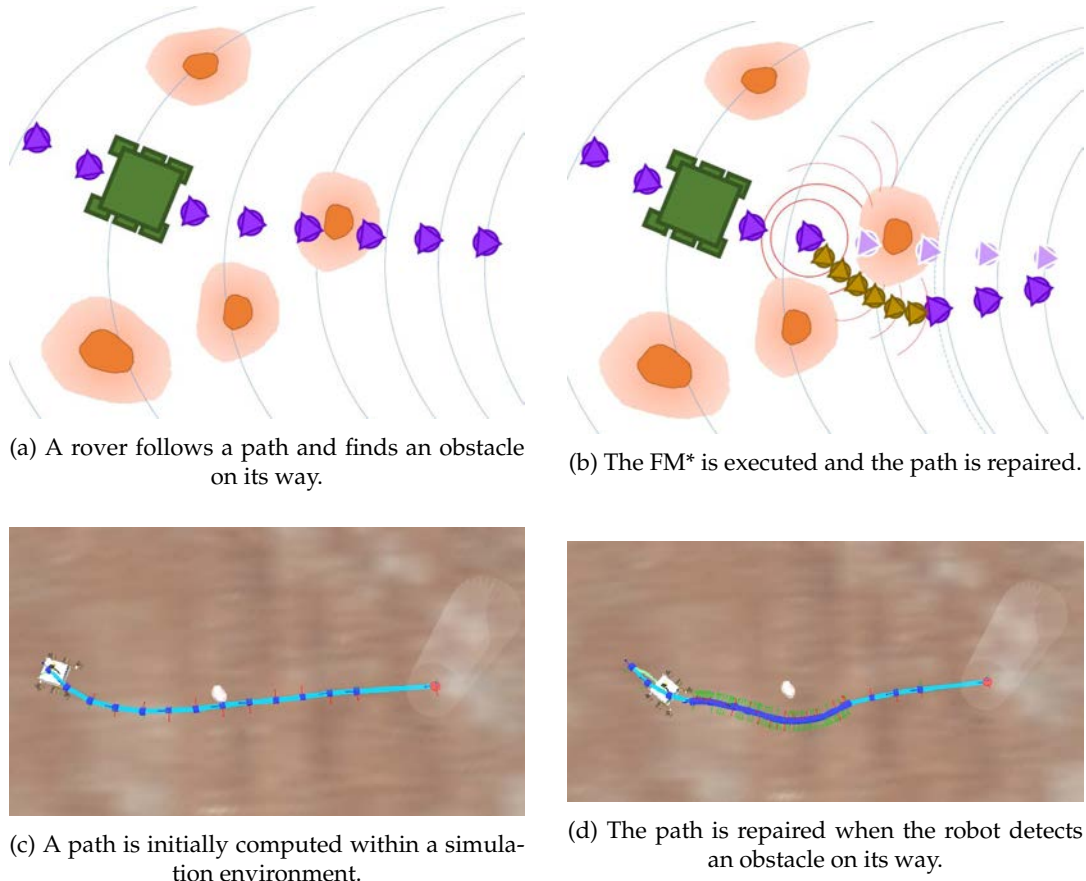 (a) A rover follows a path and finds an obstacle
on its way.
(b) The FM* is executed and the path is repaired.
(c) A path is initially computed within a simula-
tion environment.
(d) The path is repaired when the robot detects
an obstacle on its way.